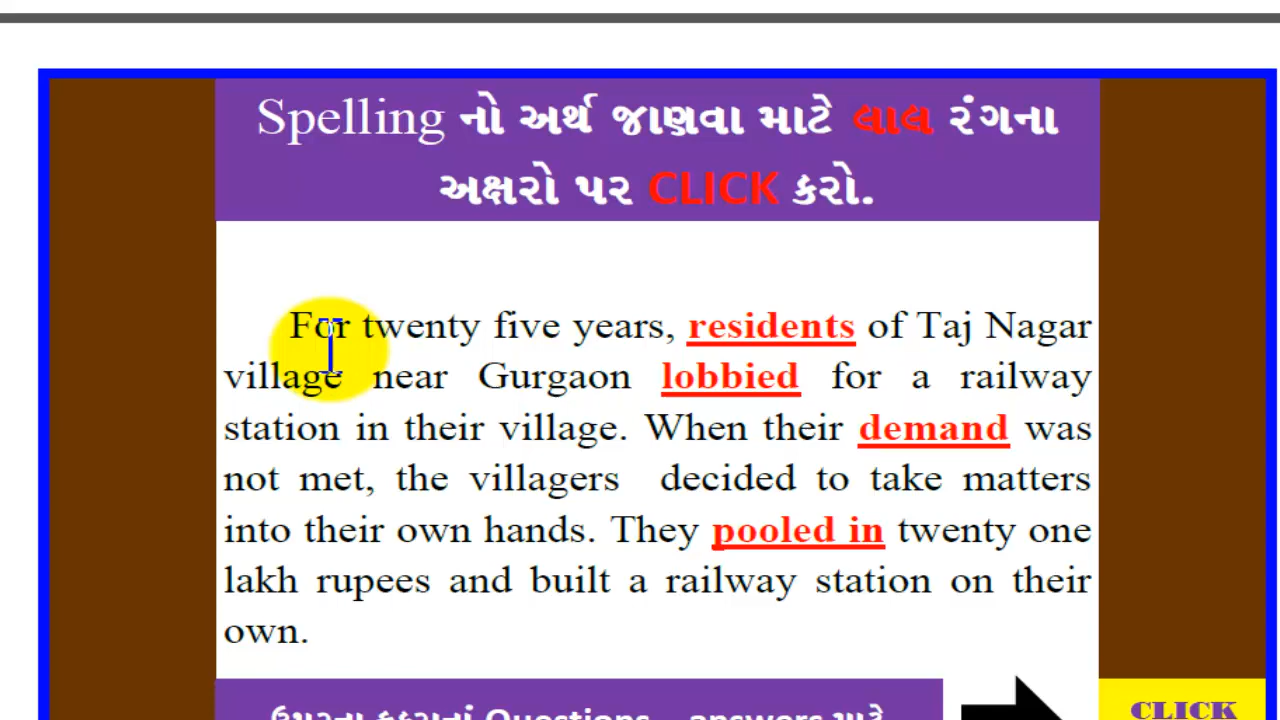 Spelling નો અર્થ જાણવા માટે લાલ રંગના
અક્ષરો પર CLICK કરો.
For twenty five years, residents of Taj Nagar
village near Gurgaon lobbied for a railway
station in their village. When their demand was
not met, the villagers decided to take matters
into their own hands. They pooled in twenty one
lakh rupees and built a railway station on their
own.
Questions answers માટે
CLICK